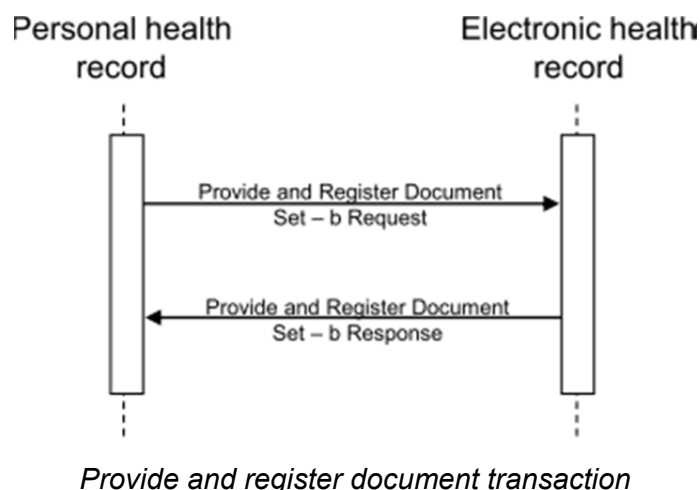 Personal health
record
Electronic health
record
Provide and Register Document
Set – b Request
Provide and Register Document
Set – b Response
Provide and register document transaction